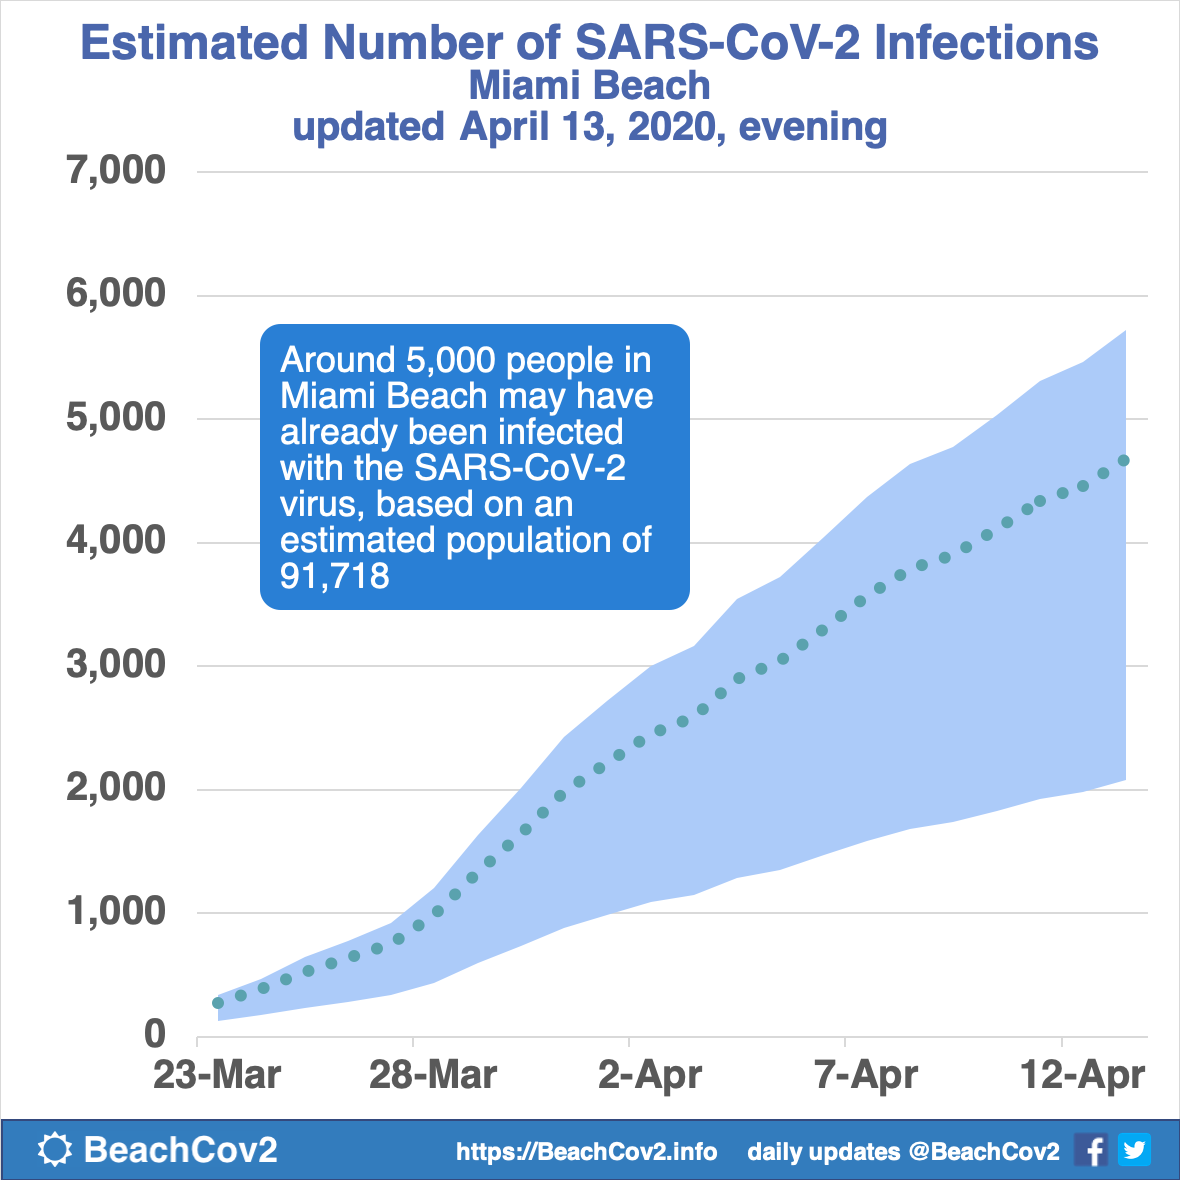 Estimated Number of SARS-CoV-2 Infections
Miami Beach
updated April 13, 2020, evening
7,000
6,000
5,000
4,000
3,000
2,000
1,000
0
Around 5,000 people in
Miami Beach may have
already been infected
with the SARS-CoV-2
virus, based on an
estimated population of
91,718
23-Mar 28-Mar 2-Apr 7-Apr 12-Apr
BeachCov2 https://BeachCov2.info daily updates @BeachCov2